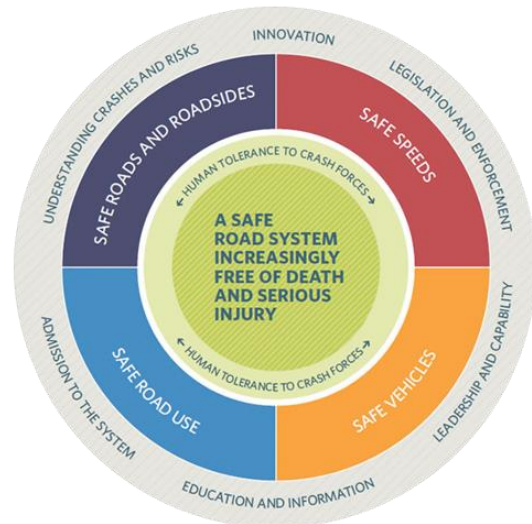 INNOVATION
LEGISLATION AND ENFORCEMENT
LEADERSHIP AND CAPABILITY
EDUCATION AND INFORMATION
ADMISSION TO THE SYSTEM
UNDERSTANDING CRASHES AND RISKS
SAFE ROADS AND ROADSIDES
SAFE SPEEDS
SAFE VEHICLES
SAFE ROAD USE
← HUMAN TOLERANCE TO CRASH FORCES →
A SAFE
ROAD SYSTEM
INCREASINGLY
FREE OF DEATH
AND SERIOUS
INJURY
← HUMAN TOLERANCE TO CRASH FORCES →